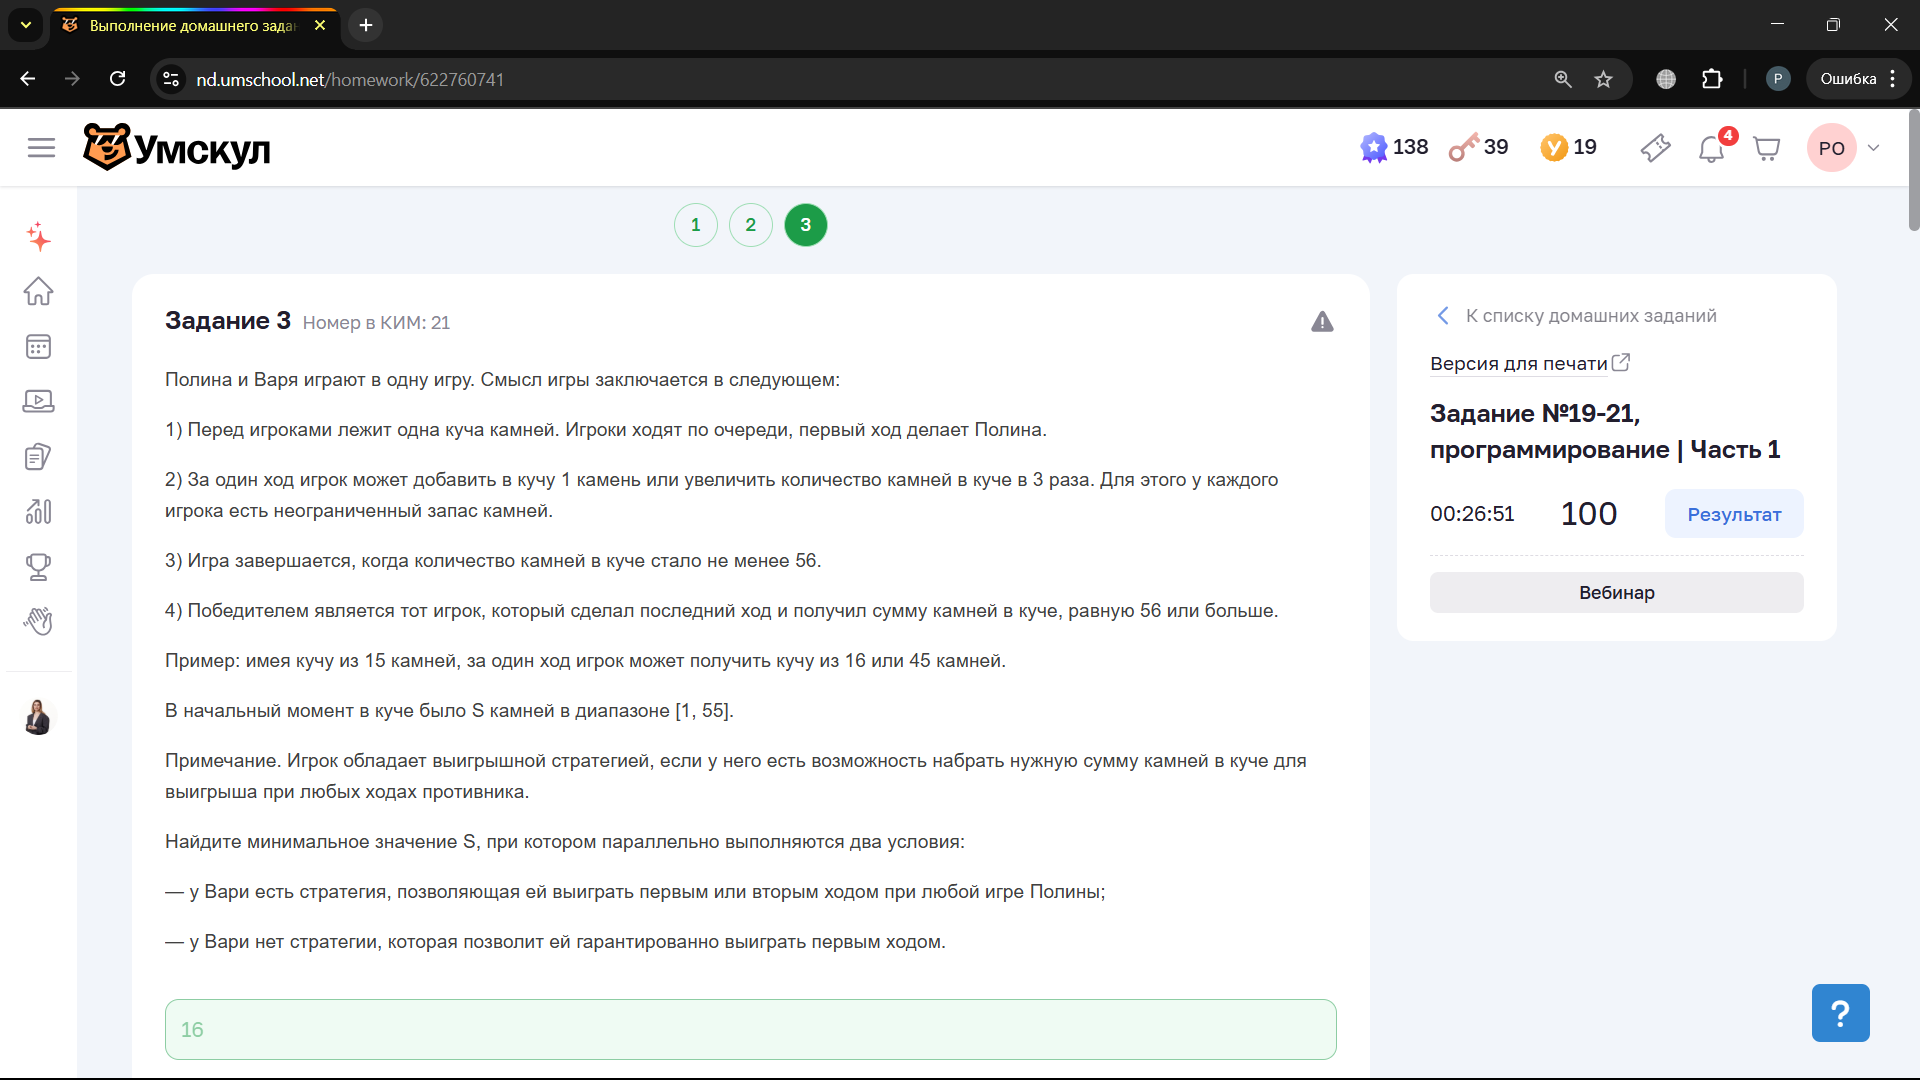 Выполнение домашнего зада
nd.umschool.net/homework/622760741
P
Ошибка
Умскул
138
39
19
4
PO
1
2
3
Задание 3 Номер в КИМ: 21
Полина и Варя играют в одну игру. Смысл игры заключается в следующем:
1) Перед игроками лежит одна куча камней. Игроки ходят по очереди, первый ход делает Полина.
2) За один ход игрок может добавить в кучу 1 камень или увеличить количество камней в куче в 3 раза. Для этого у каждого
игрока есть неограниченный запас камней.
3) Игра завершается, когда количество камней в куче стало не менее 56.
4) Победителем является тот игрок, который сделал последний ход и получил сумму камней в куче, равную 56 или больше.
Пример: имея кучу из 15 камней, за один ход игрок может получить кучу из 16 или 45 камней.
В начальный момент в куче было S камней в диапазоне [1, 55].
Примечание. Игрок обладает выигрышной стратегией, если у него есть возможность набрать нужную сумму камней в куче для
выигрыша при любых ходах противника.
Найдите минимальное значение S, при котором параллельно выполняются два условия:
— у Вари есть стратегия, позволяющая ей выиграть первым или вторым ходом при любой игре Полины;
— у Вари нет стратегии, которая позволит ей гарантированно выиграть первым ходом.
16
К списку домашних заданий
Версия для печати
Задание №19-21,
программирование | Часть 1
00:26:51
100
Результат
Вебинар
?